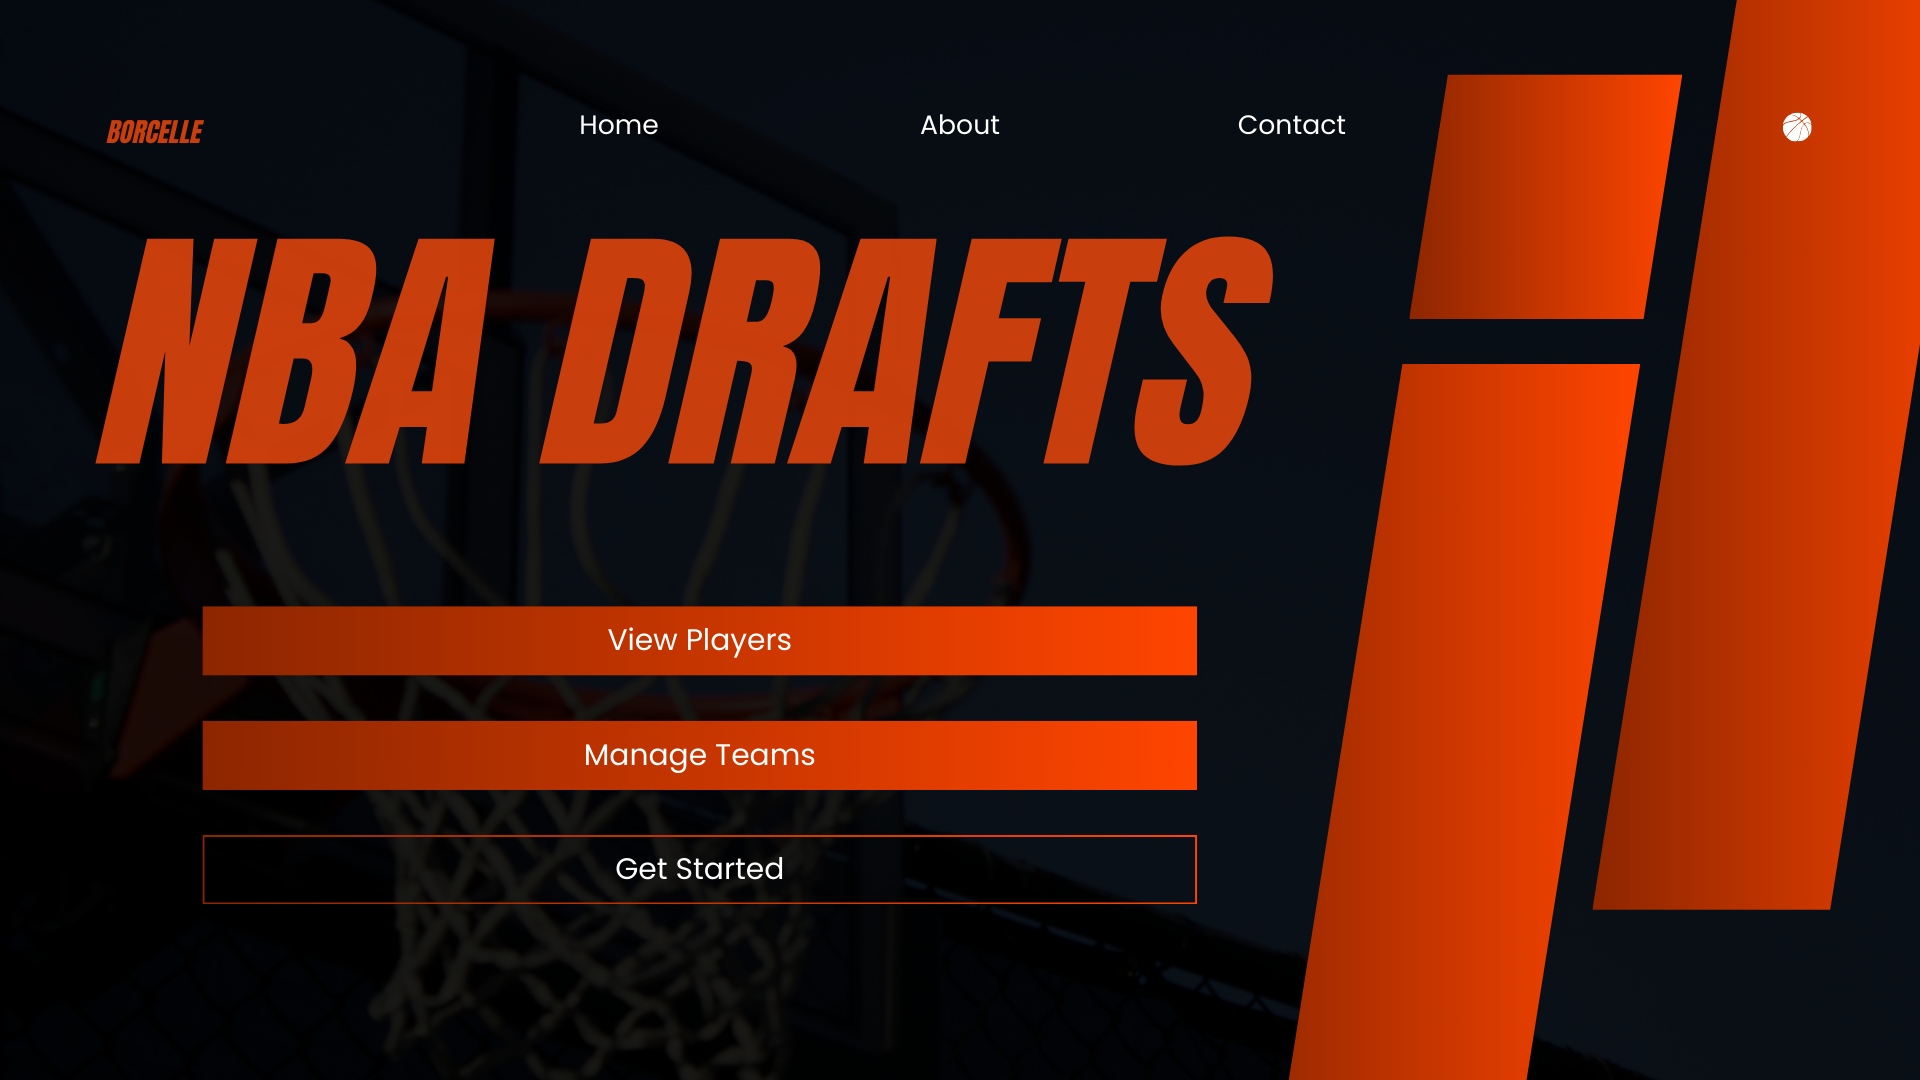 BORCELLE
Home
About
Contact
NBA DRAFTS
View Players
Manage Teams
Get Started